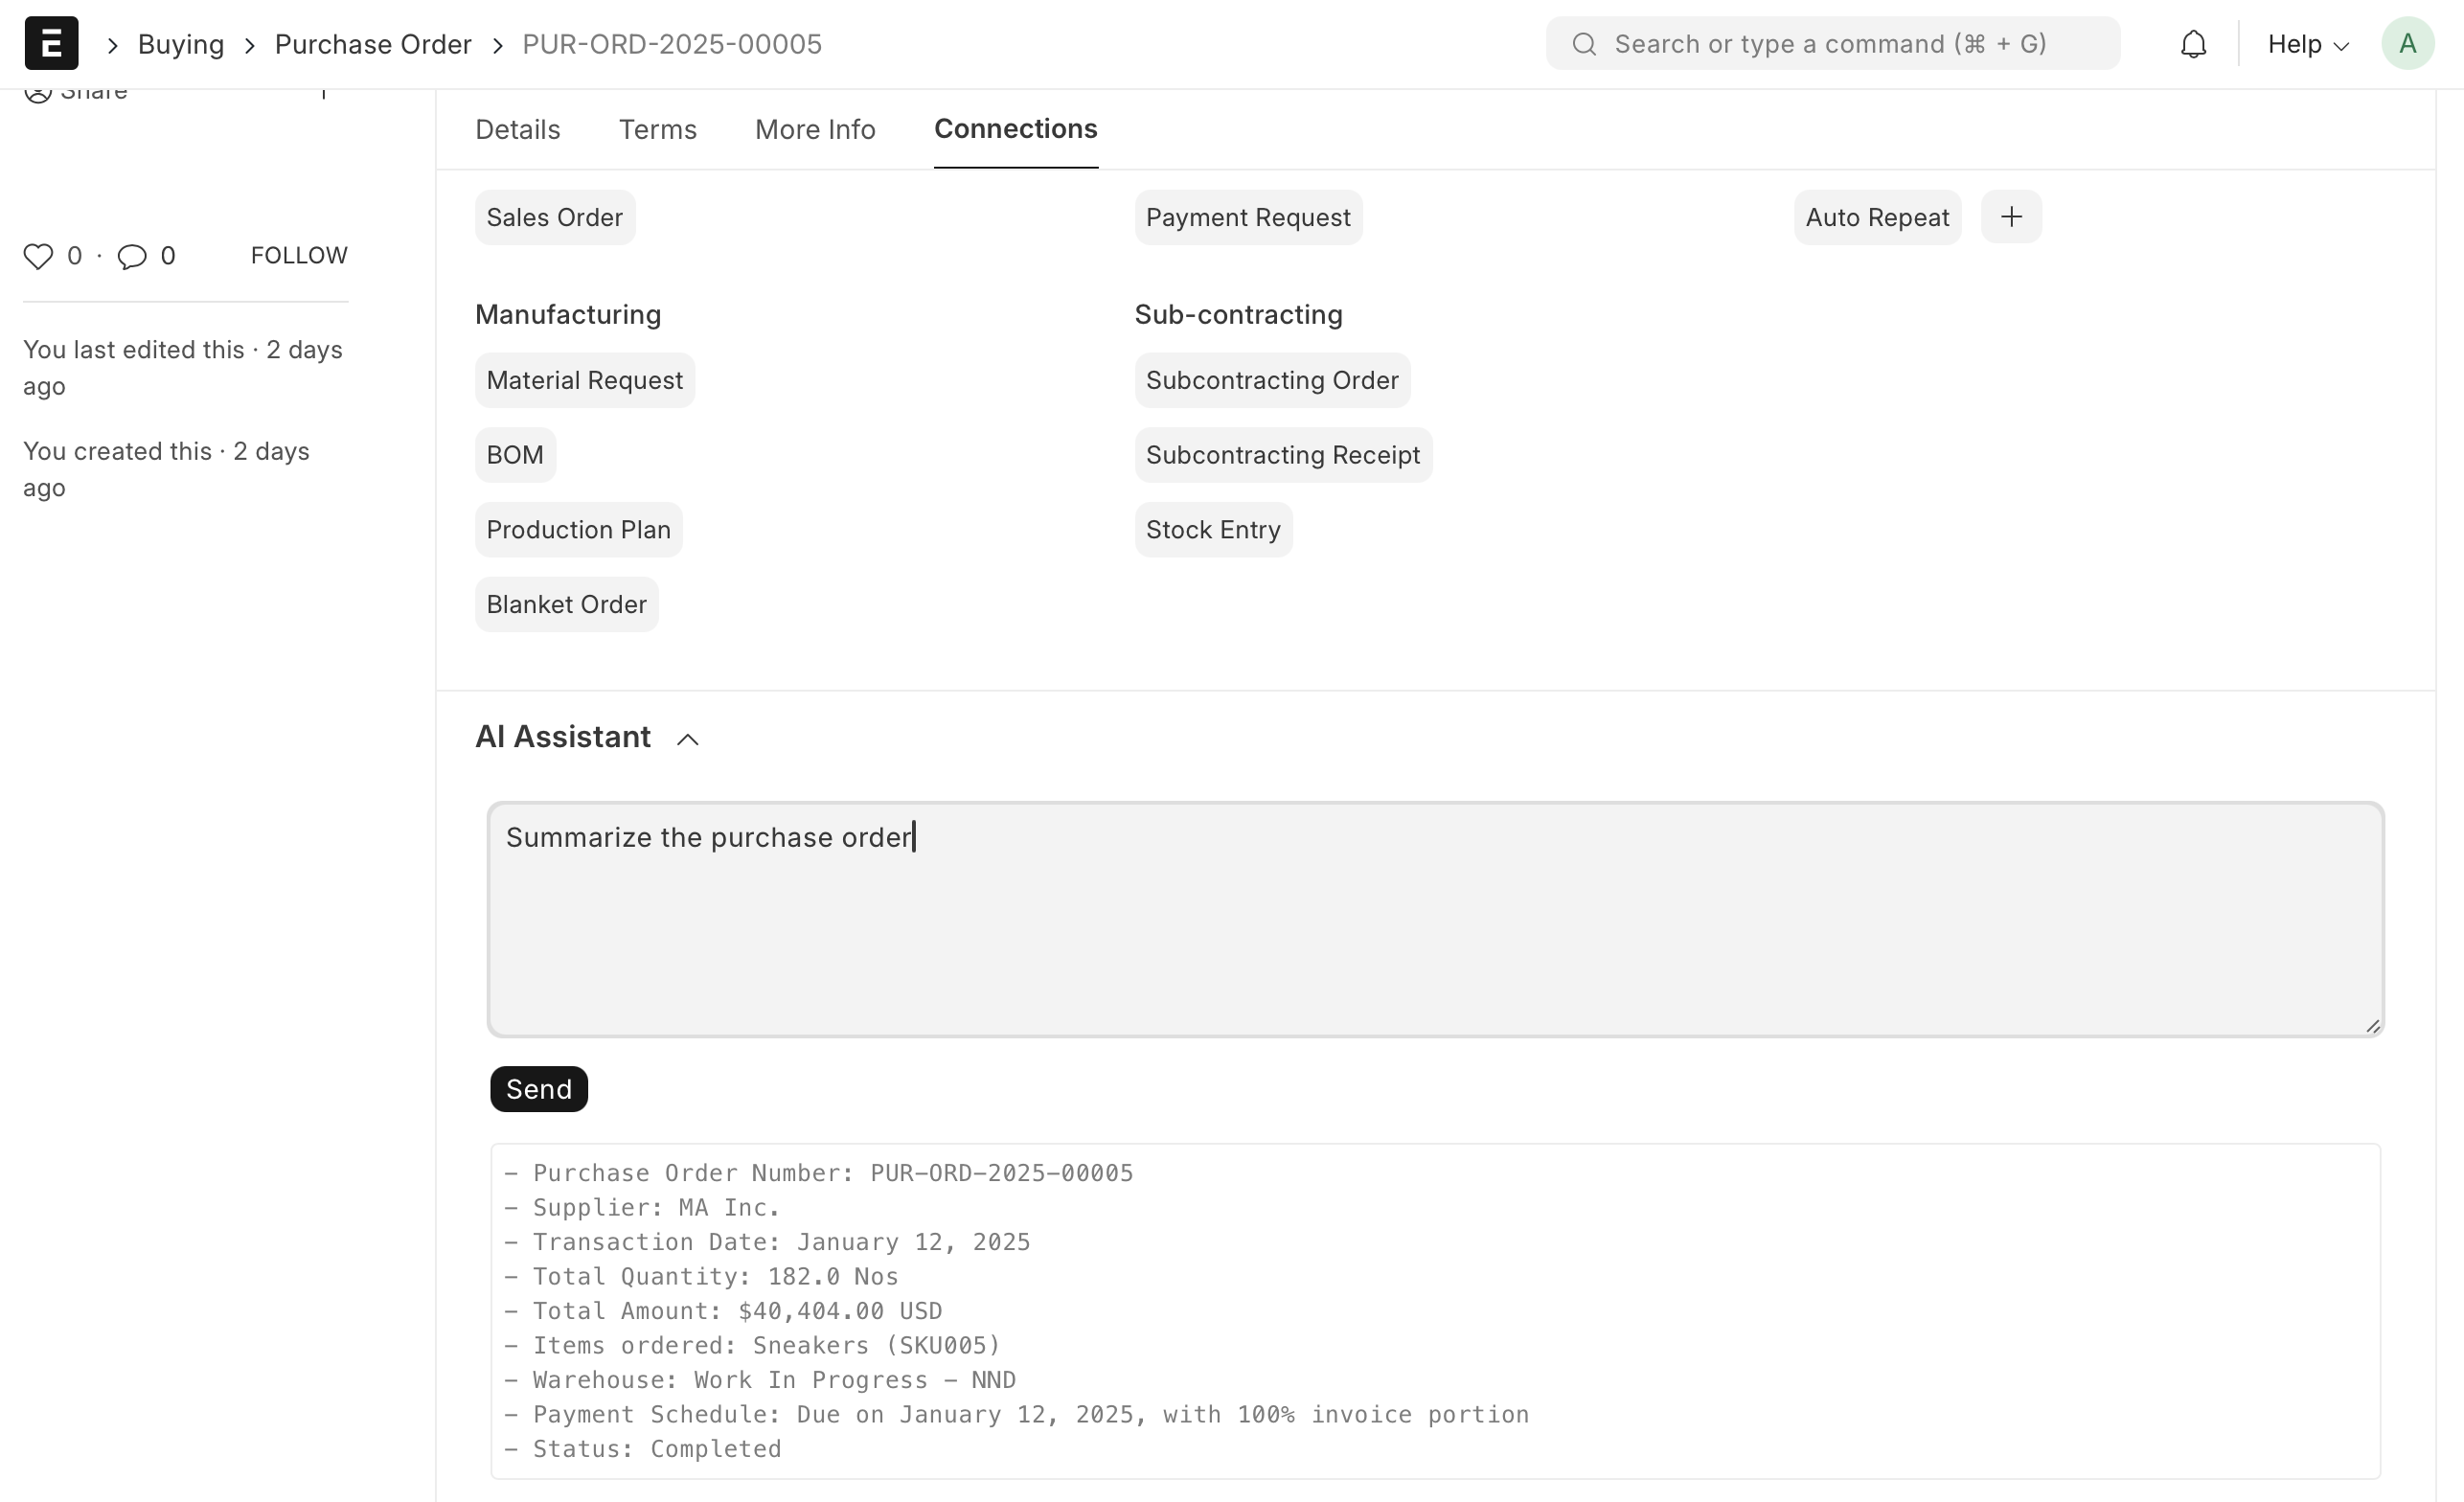 Buying > Purchase Order > PUR-ORD-2025-00005
Search or type a command (⌘ + G)
Help
A
Share
0 · 0 FOLLOW
You last edited this · 2 days
ago
You created this · 2 days
ago
Details Terms More Info Connections
Sales Order
Payment Request
Auto Repeat +
Manufacturing
Material Request
BOM
Production Plan
Blanket Order
Sub-contracting
Subcontracting Order
Subcontracting Receipt
Stock Entry
AI Assistant
Summarize the purchase order
Send
– Purchase Order Number: PUR-ORD-2025-00005
– Supplier: MA Inc.
– Transaction Date: January 12, 2025
– Total Quantity: 182.0 Nos
– Total Amount: $40,404.00 USD
– Items ordered: Sneakers (SKU005)
– Warehouse: Work In Progress – NND
– Payment Schedule: Due on January 12, 2025, with 100% invoice portion
– Status: Completed